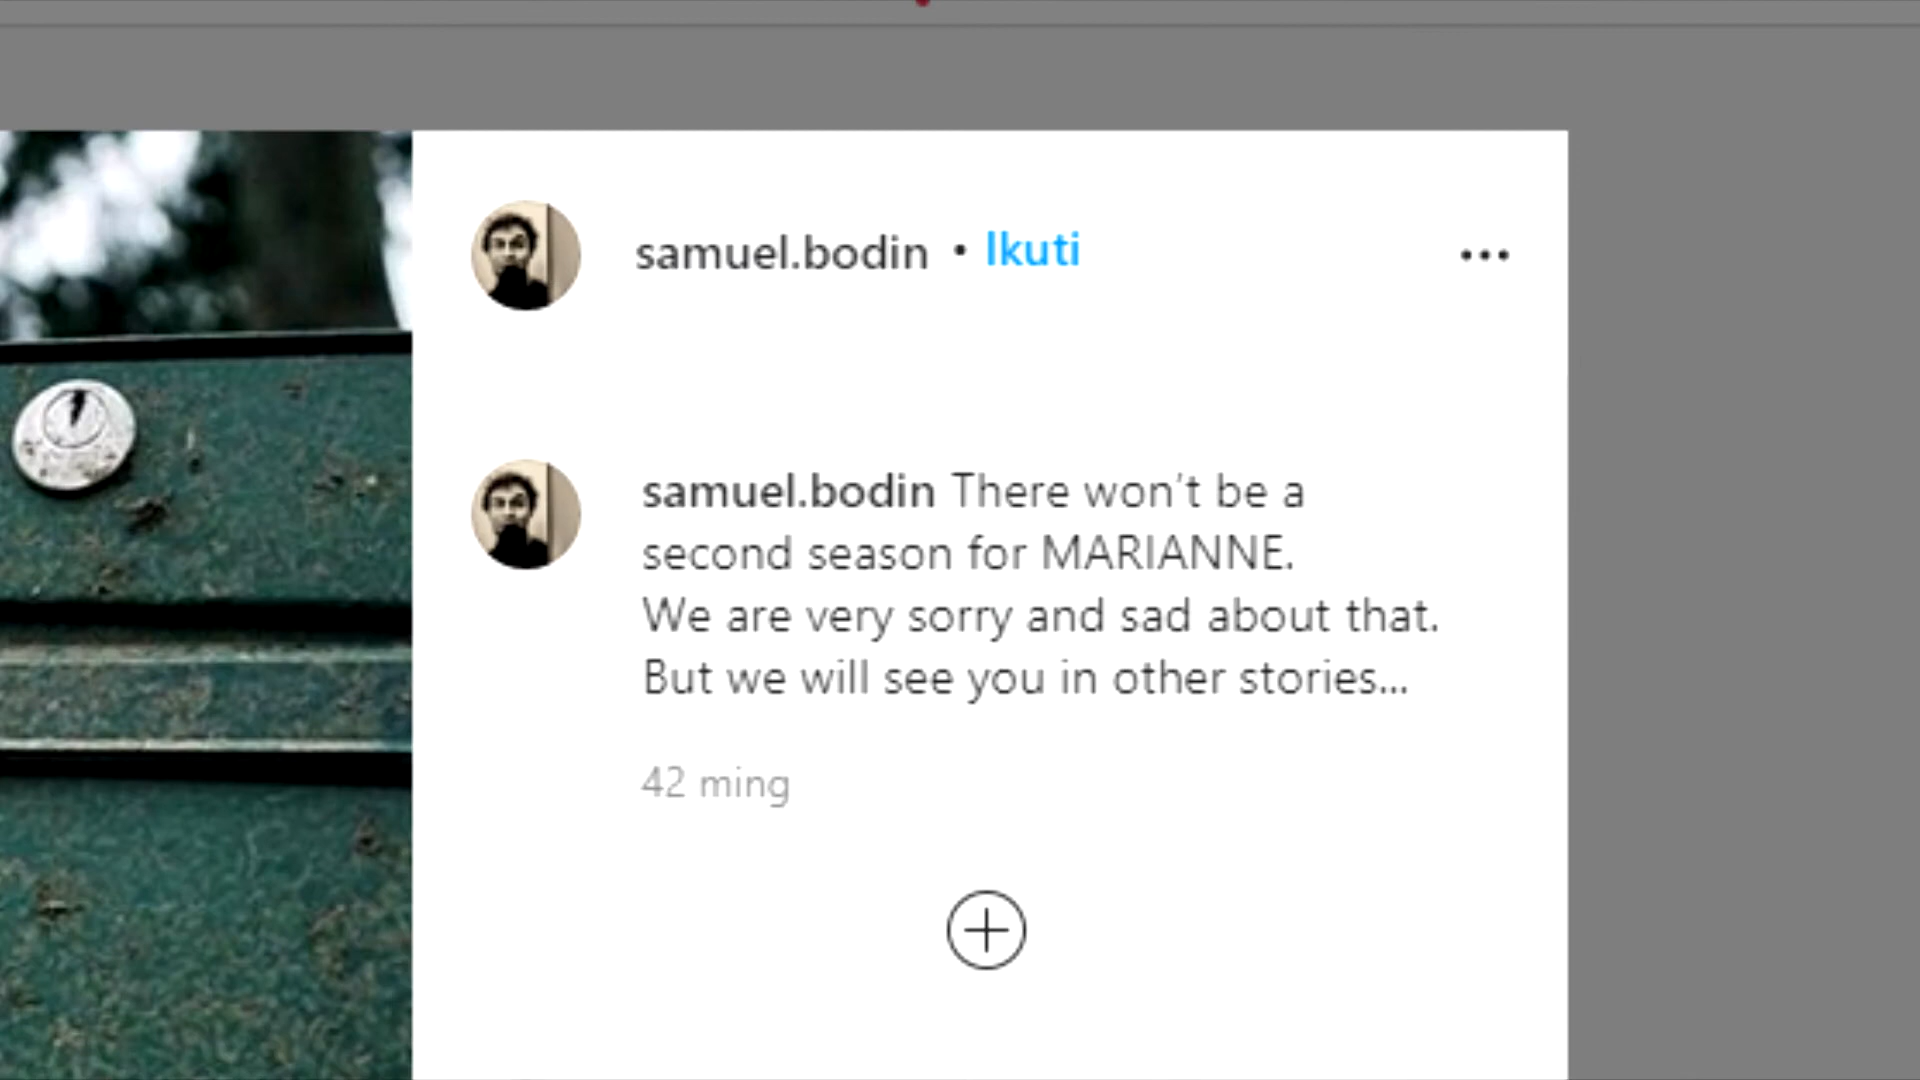 samuel.bodin • Ikuti
samuel.bodin There won't be a
second season for MARIANNE.
We are very sorry and sad about that.
But we will see you in other stories...
42 ming